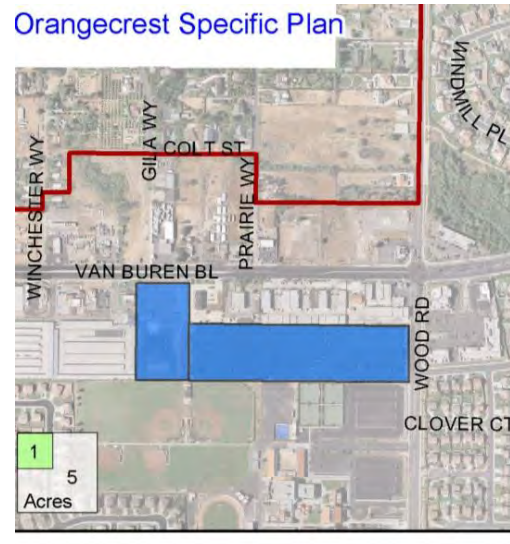 Orangecrest Specific Plan
WINDMILL PL
GILA WY
COLT ST
WINCHESTER WY
PRAIRIE WY
VAN BUREN BL
WOOD RD
CLOVER CT
1
5
Acres